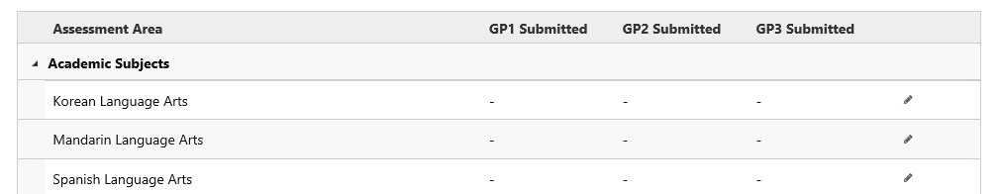 Assessment Area GP1 Submitted GP2 Submitted GP3 Submitted
Academic Subjects
Korean Language Arts - - -
Mandarin Language Arts - - -
Spanish Language Arts - - -